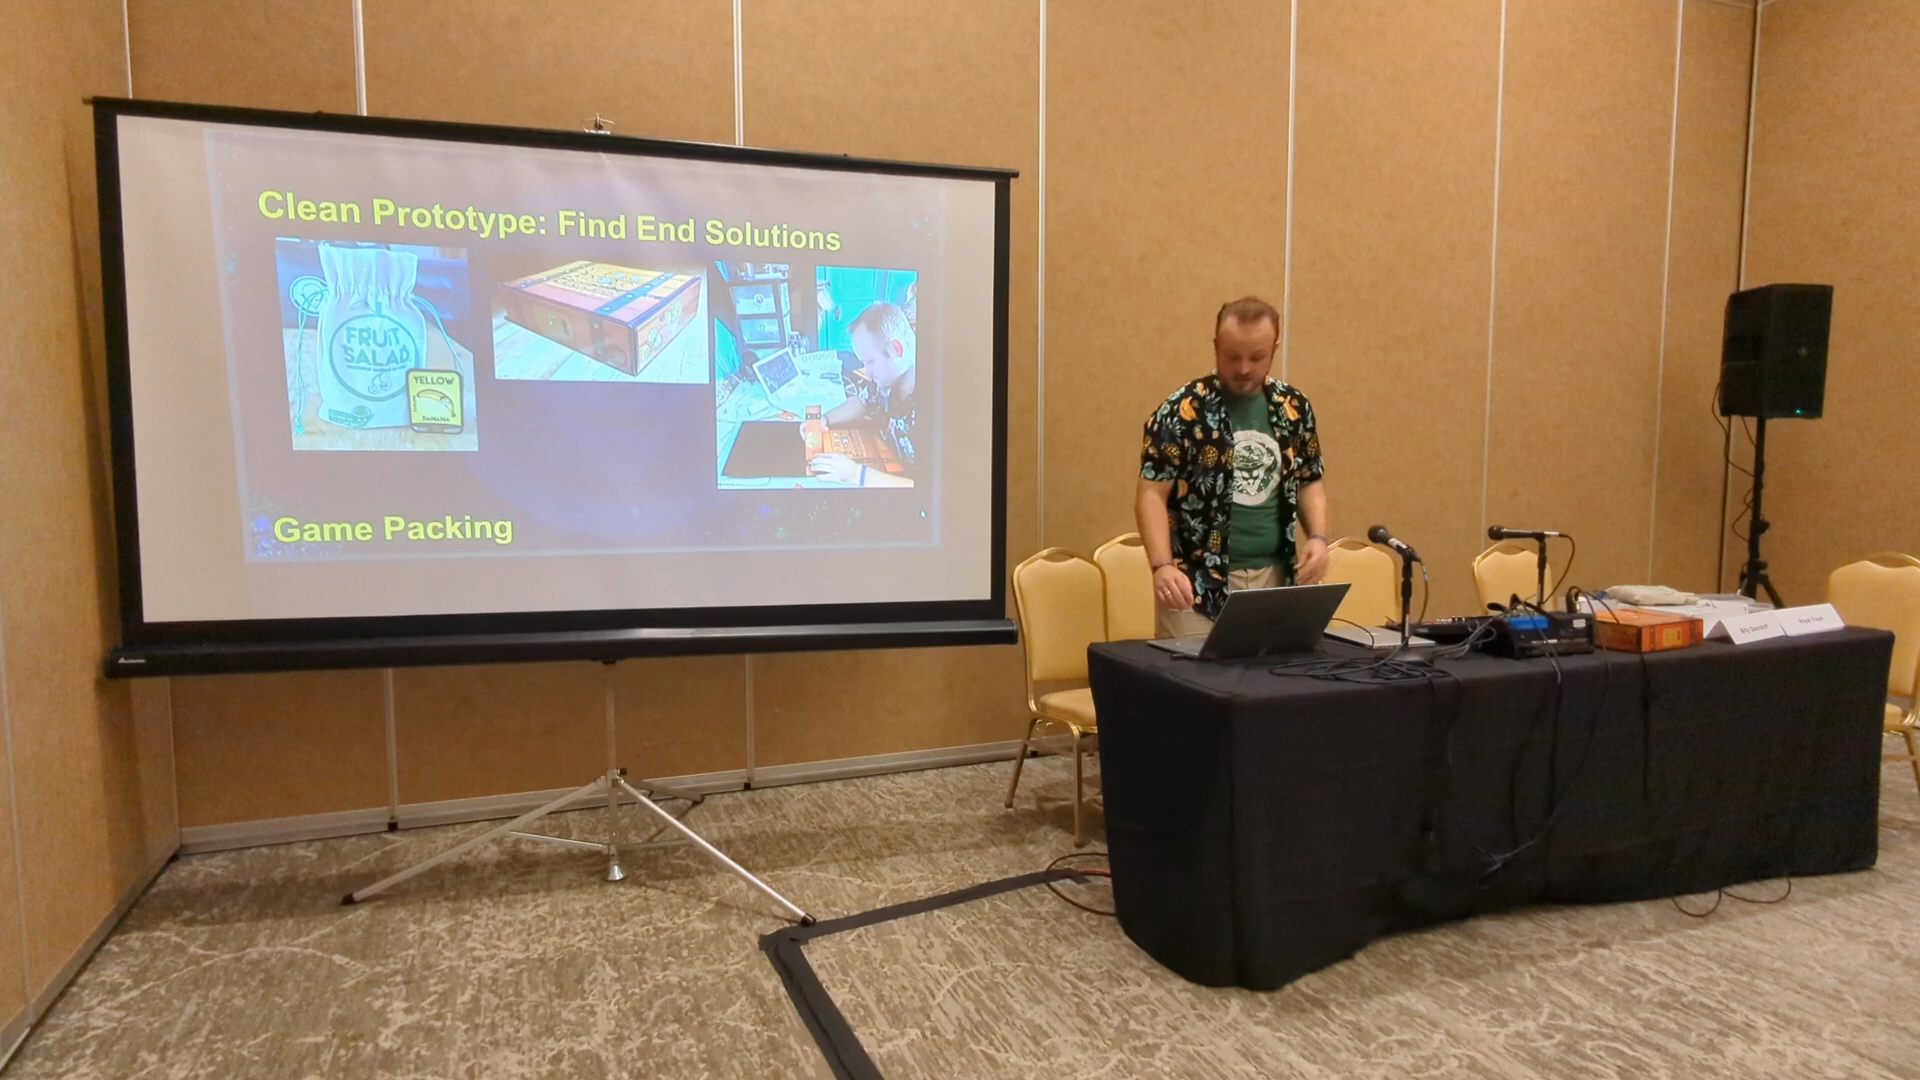 Clean Prototype: Find End Solutions
FRUIT
SALAD
YELLOW
BANANA
Game Packing